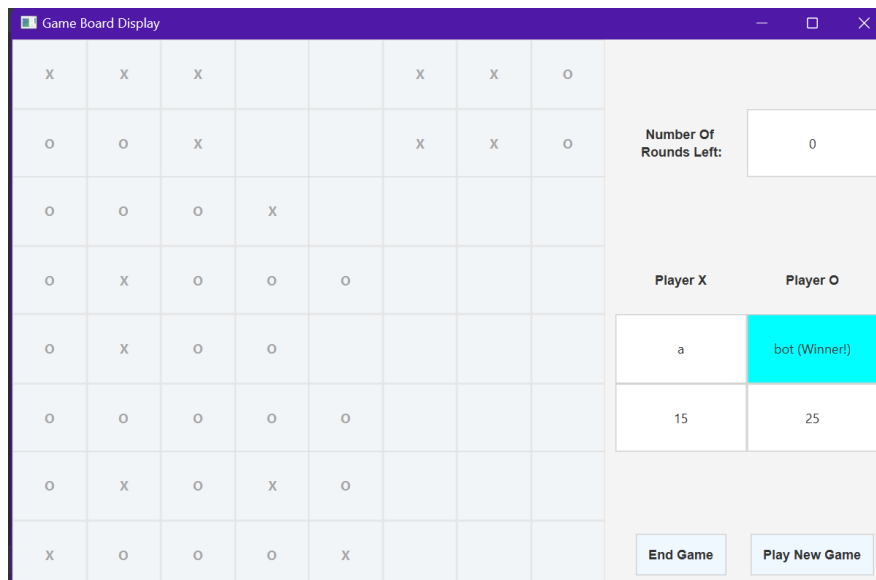 Game Board Display
X X X X X O
O O X X X O
O O O X
O X O O O
O X O O
O O O O O
O X O X O
X O O O X
Number Of
Rounds Left:
0
Player X Player O
a bot (Winner!)
15 25
End Game Play New Game